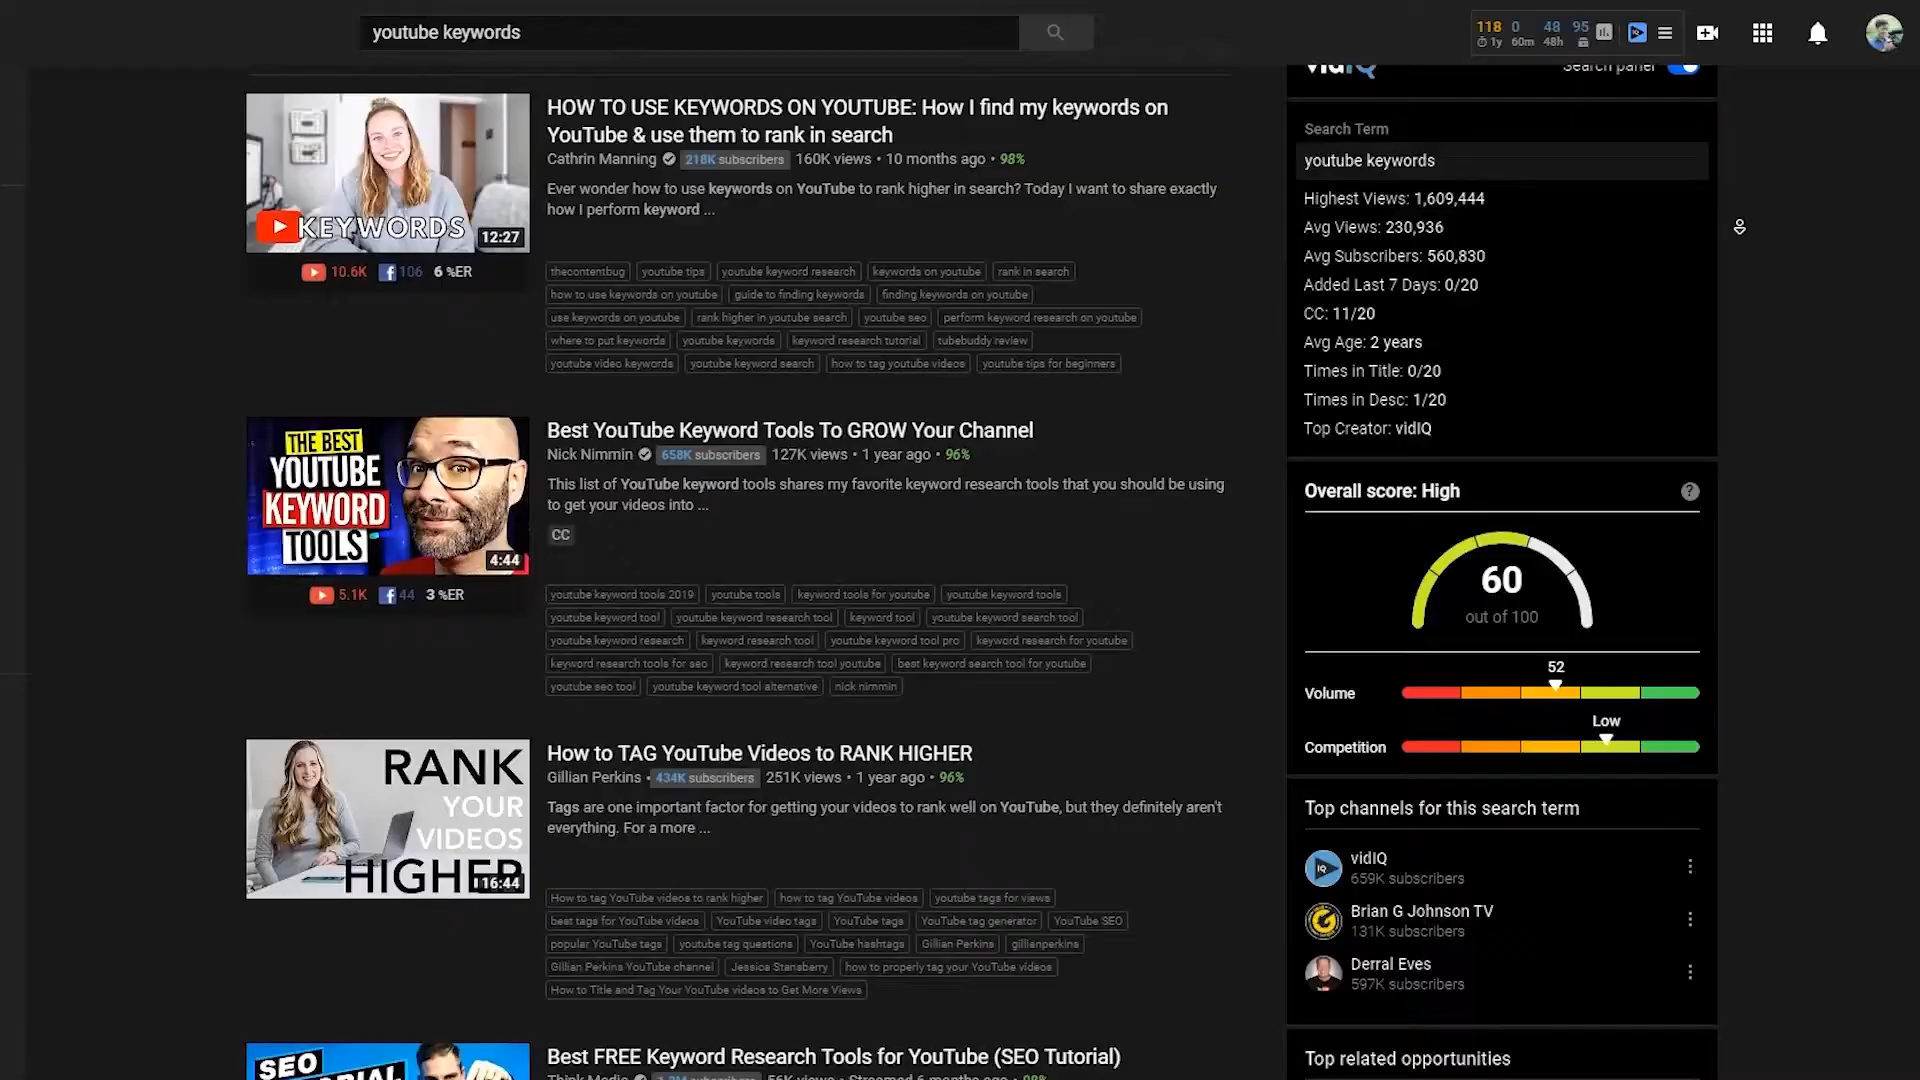 youtube keywords
118 0 48 95
1y 60m 48h
vidIQ Search panel
HOW TO USE KEYWORDS ON YOUTUBE: How I find my keywords on
YouTube & use them to rank in search
Cathrin Manning 218K subscribers 160K views • 10 months ago • 98%
Ever wonder how to use keywords on YouTube to rank higher in search? Today I want to share exactly
how I perform keyword ...
KEYWORDS
12:27
10.6K 106 6 %ER
thecontentbug youtube tips youtube keyword research keywords on youtube rank in search
how to use keywords on youtube guide to finding keywords finding keywords on youtube
use keywords on youtube rank higher in youtube search youtube seo perform keyword research on youtube
where to put keywords youtube keywords keyword research tutorial tubebuddy review
youtube video keywords youtube keyword search how to tag youtube videos youtube tips for beginners
THE BEST
YOUTUBE
KEYWORD
TOOLS
4:44
Best YouTube Keyword Tools To GROW Your Channel
Nick Nimmin 658K subscribers 127K views • 1 year ago • 96%
This list of YouTube keyword tools shares my favorite keyword research tools that you should be using
to get your videos into ...
CC
5.1K 44 3 %ER
youtube keyword tools 2019 youtube tools keyword tools for youtube youtube keyword tools
youtube keyword tool youtube keyword research tool keyword tool youtube keyword search tool
youtube keyword research keyword research tool youtube keyword tool pro keyword research for youtube
keyword research tools for seo keyword research tool youtube best keyword search tool for youtube
youtube seo tool youtube keyword tool alternative nick nimmin
RANK
YOUR
VIDEOS
HIGHER
16:44
How to TAG YouTube Videos to RANK HIGHER
Gillian Perkins • 434K subscribers 251K views • 1 year ago • 96%
Tags are one important factor for getting your videos to rank well on YouTube, but they definitely aren't
everything. For a more ...
How to tag YouTube videos to rank higher how to tag YouTube videos youtube tags for views
best tags for YouTube videos YouTube video tags YouTube tags YouTube tag generator YouTube SEO
popular YouTube tags youtube tag questions YouTube hashtags Gillian Perkins gillianperkins
Gillian Perkins YouTube channel Jessica Stansberry how to properly tag your YouTube videos
How to Title and Tag Your YouTube videos to Get More Views
SEO
Best FREE Keyword Research Tools for YouTube (SEO Tutorial)
Search Term
youtube keywords
Highest Views: 1,609,444
Avg Views: 230,936
Avg Subscribers: 560,830
Added Last 7 Days: 0/20
CC: 11/20
Avg Age: 2 years
Times in Title: 0/20
Times in Desc: 1/20
Top Creator: vidIQ
Overall score: High ?
60
out of 100
52
Volume
Low
Competition
Top channels for this search term
IQ
vidIQ
659K subscribers
Brian G Johnson TV
131K subscribers
Derral Eves
597K subscribers
Top related opportunities